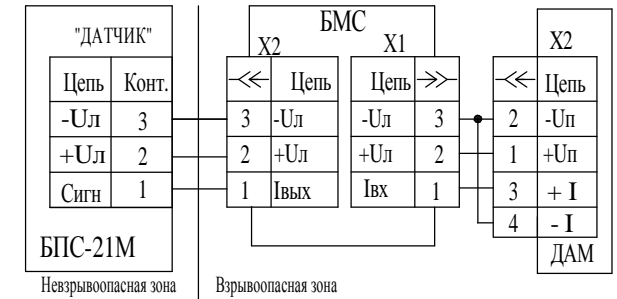 БМС
"ДАТЧИК" X2 X1 X2
Цепь Конт. Цепь Цепь Цепь
-Uл 3 3 -Uл -Uл 3 2 -Uп
+Uл 2 2 +Uл +Uл 2 1 +Uп
Сигн 1 1 Iвых Iвх 1 3 + I
4 - I
БПС-21М ДАМ
Невзрывоопасная зона Взрывоопасная зона